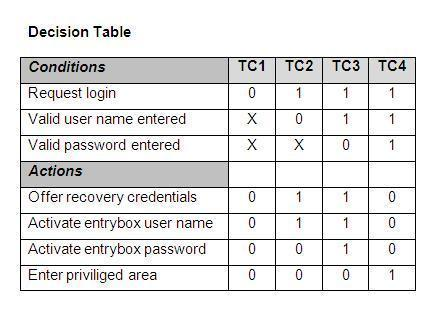 Decision Table
Conditions TC1 TC2 TC3 TC4
Request login 0 1 1 1
Valid user name entered X 0 1 1
Valid password entered X X 0 1
Actions
Offer recovery credentials 0 1 1 0
Activate entrybox user name 0 1 1 0
Activate entrybox password 0 0 1 0
Enter priviliged area 0 0 0 1